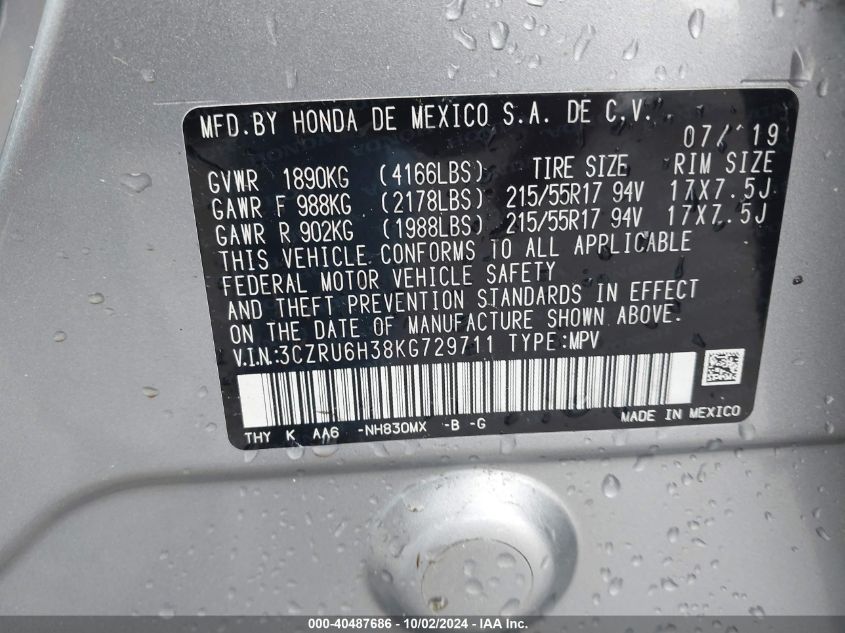 MFD.BY HONDA DE MEXICO S.A. DE C.V.
07/'19
GVWR 1890KG (4166LBS) TIRE SIZE RIM SIZE
GAWR F 988KG (2178LBS) 215/55R17 94V 17X7.5J
GAWR R 902KG (1988LBS) 215/55R17 94V 17X7.5J
THIS VEHICLE CONFORMS TO ALL APPLICABLE
FEDERAL MOTOR VEHICLE SAFETY
AND THEFT PREVENTION STANDARDS IN EFFECT
ON THE DATE OF MANUFACTURE SHOWN ABOVE.
V.I.N:3CZRU6H38KG729711 TYPE:MPV
THY K AA6 -NH830MX -B -G
MADE IN MEXICO
000-40487686 - 10/02/2024 - IAA Inc.